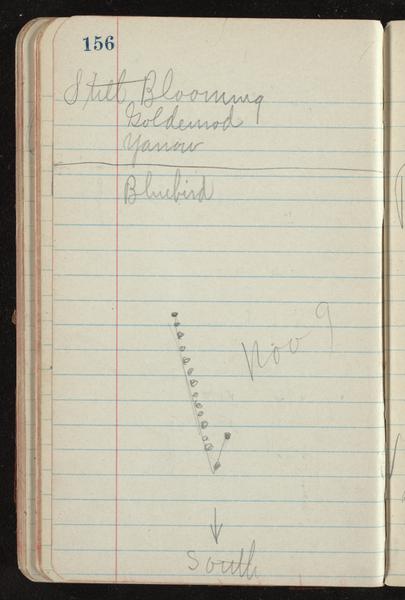 156
Still Blooming
Goldenrod
Yarrow
Bluebird
Nov 9
South